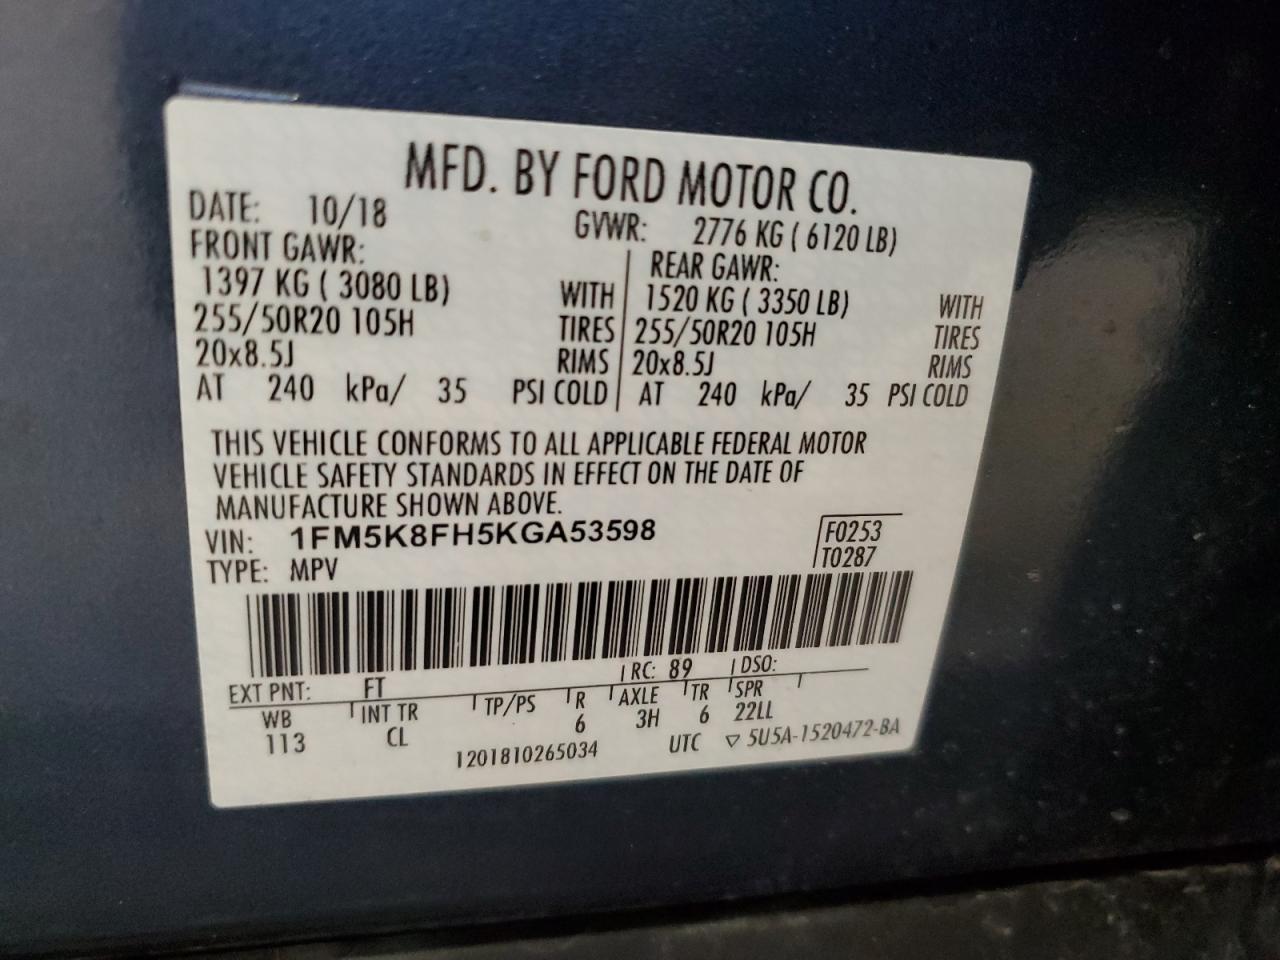 MFD. BY FORD MOTOR CO.
DATE: 10/18 GVWR: 2776 KG ( 6120 LB)
FRONT GAWR: REAR GAWR:
1397 KG ( 3080 LB) WITH 1520 KG ( 3350 LB) WITH
255/50R20 105H TIRES 255/50R20 105H TIRES
20x8.5J RIMS 20x8.5J RIMS
AT 240 kPa/ 35 PSI COLD AT 240 kPa/ 35 PSI COLD
THIS VEHICLE CONFORMS TO ALL APPLICABLE FEDERAL MOTOR
VEHICLE SAFETY STANDARDS IN EFFECT ON THE DATE OF
MANUFACTURE SHOWN ABOVE.
VIN: 1FM5K8FH5KGA53598 F0253
TYPE: MPV T0287
EXT PNT: FT RC: 89 DSO:
WB INT TR TP/PS R AXLE TR SPR
113 CL 6 3H 6 22LL
1201810265034 UTC ▽ 5U5A-1520472-BA